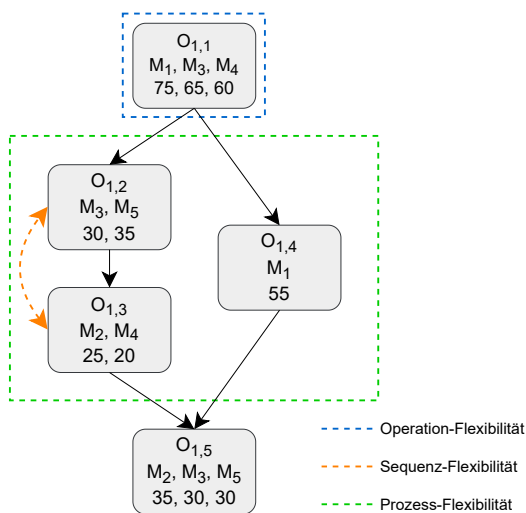 O1,1
M1, M3, M4
75, 65, 60
O1,2
M3, M5
30, 35
O1,4
M1
55
O1,3
M2, M4
25, 20
O1,5
M2, M3, M5
35, 30, 30
Operation-Flexibilität
Sequenz-Flexibilität
Prozess-Flexibilität